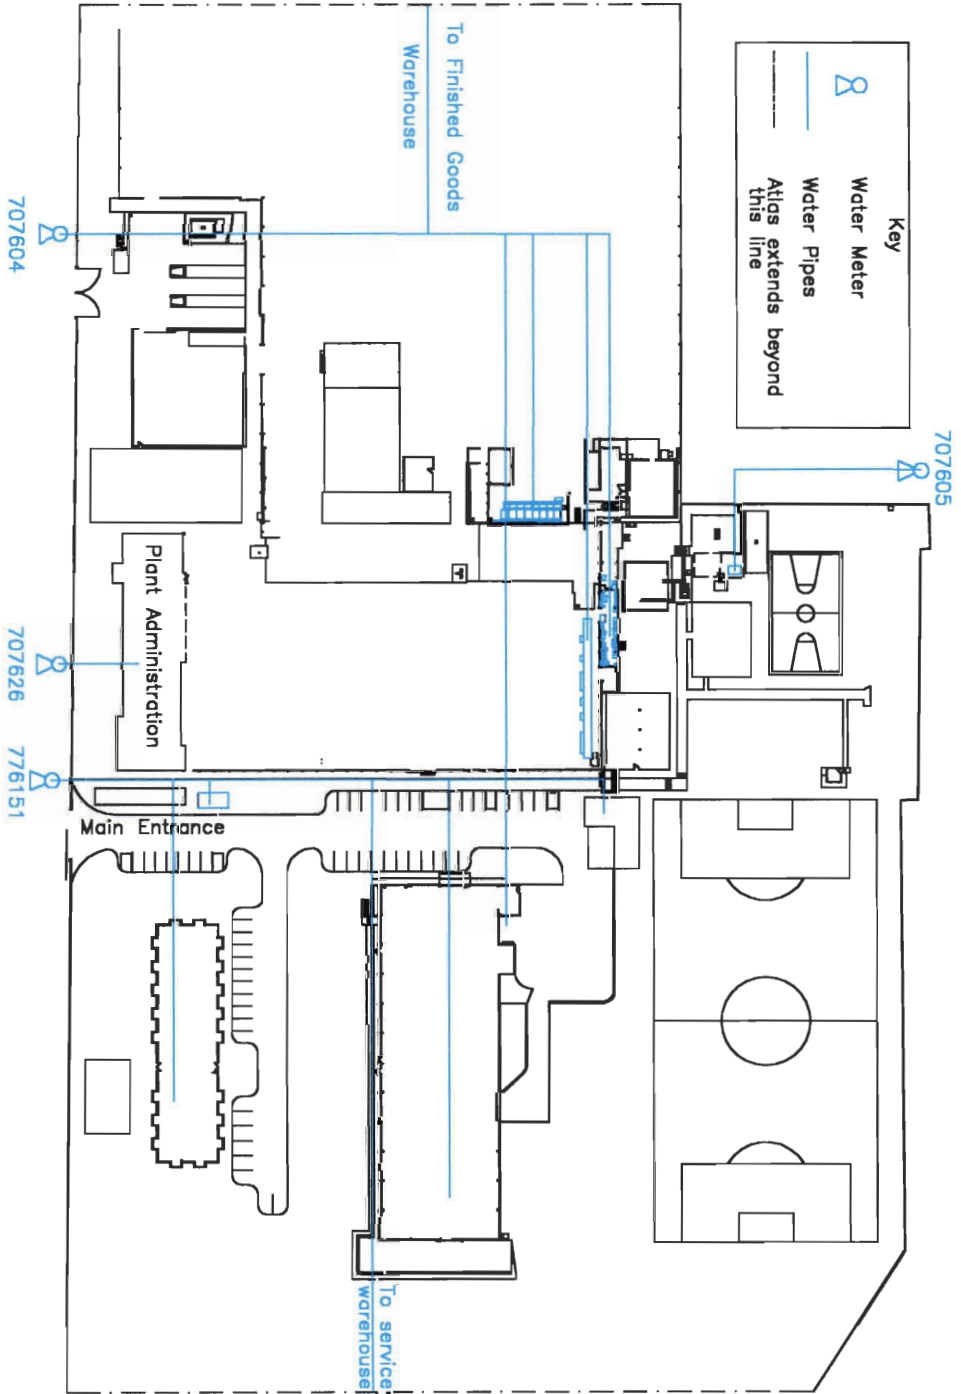 Key
Water Meter
Water Pipes
Atlas extends beyond
this line
To Finished Goods
Warehouse
707605
707604
707626
776151
Plant Administration
Main Entrance
To service
warehouse